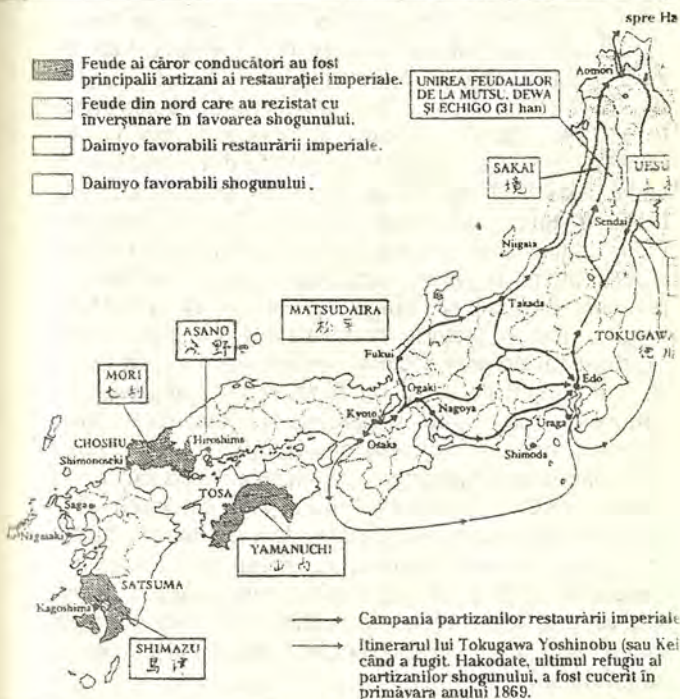 spre Ha
Feude ai căror conducători au fost
principalii artizani ai restaurației imperiale.
Feude din nord care au rezistat cu
înverșunare în favoarea shogunului.
Daimyo favorabili restaurării imperiale.
Daimyo favorabili shogunului.
Aomori
UNIREA FEUDALILOR
DE LA MUTSU, DEWA
ȘI ECHIGO (31 han)
SAKAI
境
UESU
上
Sendai
Niigata
MATSUDAIRA
松平
Takada
TOKUGAWA
徳川
ASANO
浅野
Fukui
Edo
MORI
毛利
Ogaki
Kyoto
Nagoya
Uraga
CHOSHU
Hiroshima
Osaka
Shimoda
Shimonoseki
TOSA
Saga
Nagasaki
YAMANUCHI
山内
SATSUMA
Kagoshima
SHIMAZU
島津
Campania partizanilor restaurării imperiale
Itinerarul lui Tokugawa Yoshinobu (sau Kei
când a fugit. Hakodate, ultimul refugiu al
partizanilor shogunului, a fost cucerit în
primăvara anului 1869.